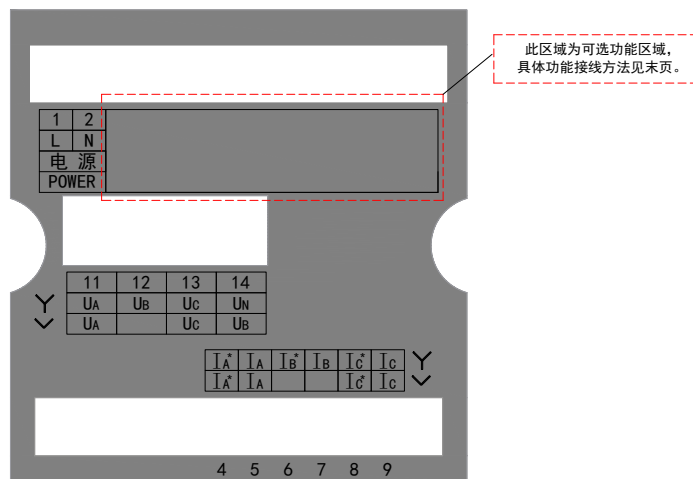 此区域为可选功能区域，
具体功能接线方法见末页。
1 2
L N
电 源
POWER
11 12 13 14
Y UA UB UC UN
V UA UC UB
IA* IA IB* IB IC* IC Y
IA* IA IC* IC V
4 5 6 7 8 9